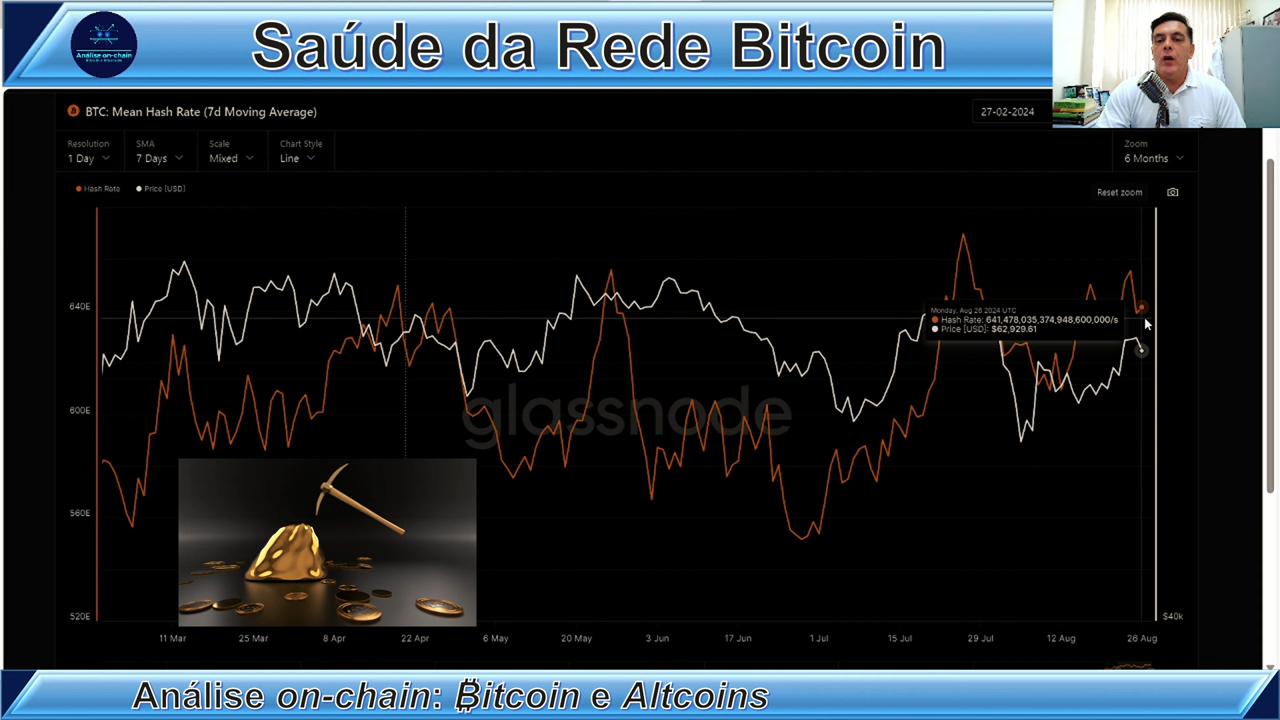 Análise on-chain
Saúde da Rede Bitcoin
BTC: Mean Hash Rate (7d Moving Average)
27-02-2024
Resolution
1 Day
SMA
7 Days
Scale
Mixed
Chart Style
Line
Zoom
6 Months
Hash Rate
Price [USD]
Reset zoom
640E
600E
560E
520E
Monday, Aug 26 2024 UTC
Hash Rate: 641,478,035,374,948,600,000/s
Price [USD]: $62,929.61
glassnode
$40k
11 Mar 25 Mar 8 Apr 22 Apr 6 May 20 May 3 Jun 17 Jun 1 Jul 15 Jul 29 Jul 12 Aug 26 Aug
Análise on-chain: ₿itcoin e Altcoins